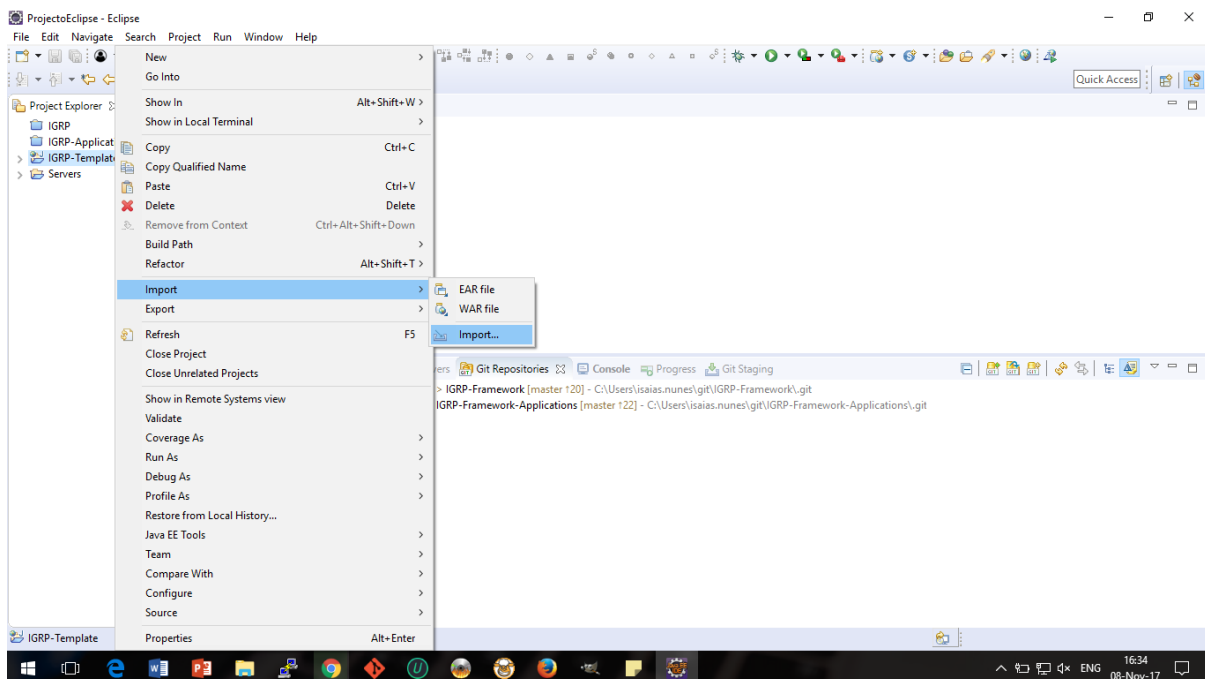 ProjectoEclipse - Eclipse
File Edit Navigate Search Project Run Window Help
Quick Access
Project Explorer
IGRP
IGRP-Applicat
IGRP-Templat
Servers
New
Go Into
Show In Alt+Shift+W
Show in Local Terminal
Copy Ctrl+C
Copy Qualified Name
Paste Ctrl+V
Delete Delete
Remove from Context Ctrl+Alt+Shift+Down
Build Path
Refactor Alt+Shift+T
Import
Export
Refresh F5
Close Project
Close Unrelated Projects
Show in Remote Systems view
Validate
Coverage As
Run As
Debug As
Profile As
Restore from Local History...
Java EE Tools
Team
Compare With
Configure
Source
Properties Alt+Enter
EAR file
WAR file
Import...
ers Git Repositories Console Progress Git Staging
> IGRP-Framework [master ↑20] - C:\Users\isaias.nunes\git\IGRP-Framework\.git
IGRP-Framework-Applications [master ↑22] - C:\Users\isaias.nunes\git\IGRP-Framework-Applications\.git
IGRP-Template
ENG
16:34
08-Nov-17